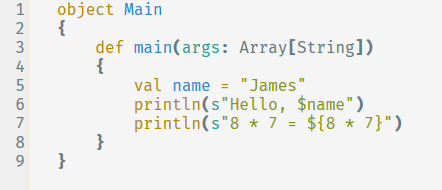 1 object Main
2 {
3     def main(args: Array[String])
4     {
5         val name = "James"
6         println(s"Hello, $name")
7         println(s"8 * 7 = ${8 * 7}")
8     }
9 }